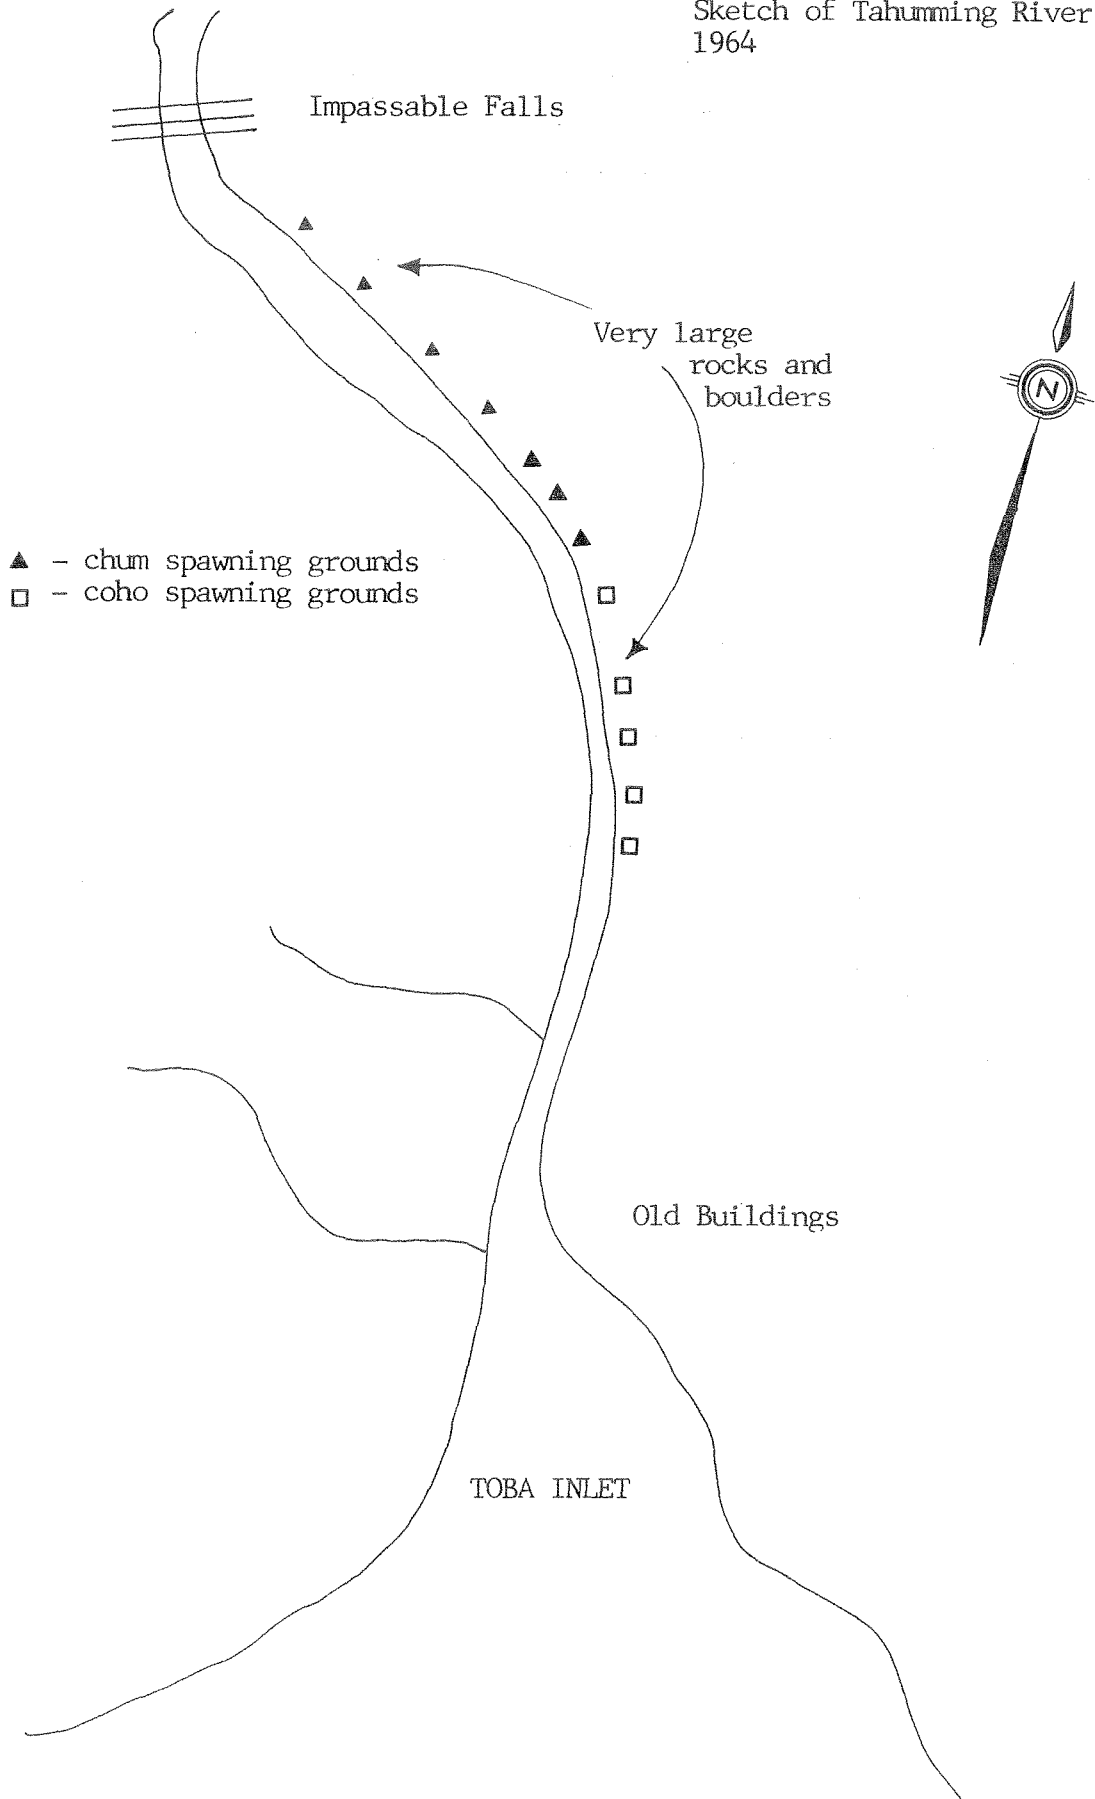 Sketch of Tahumming River
1964
Impassable Falls
Very large
rocks and
boulders
N
▲ – chum spawning grounds
□ – coho spawning grounds
Old Buildings
TOBA INLET